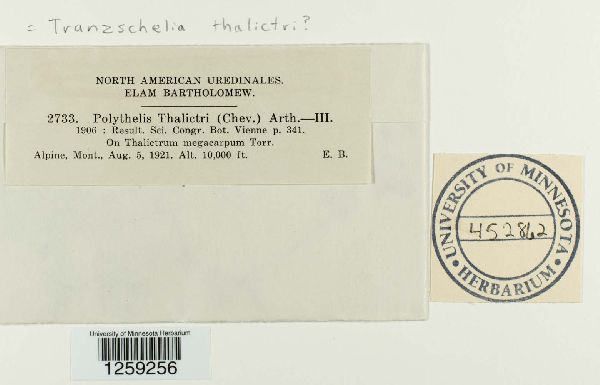 = Tranzschelia thalictri?
NORTH AMERICAN UREDINALES.
ELAM BARTHOLOMEW.
2733. Polythelis Thalictri (Chev.) Arth.—III.
1906 : Result. Sci. Congr. Bot. Vienne p. 341.
On Thalictrum megacarpum Torr.
Alpine, Mont., Aug. 5, 1921. Alt. 10,000 ft. E. B.
UNIVERSITY OF MINNESOTA
452862
· HERBARIUM ·
University of Minnesota Herbarium
1259256